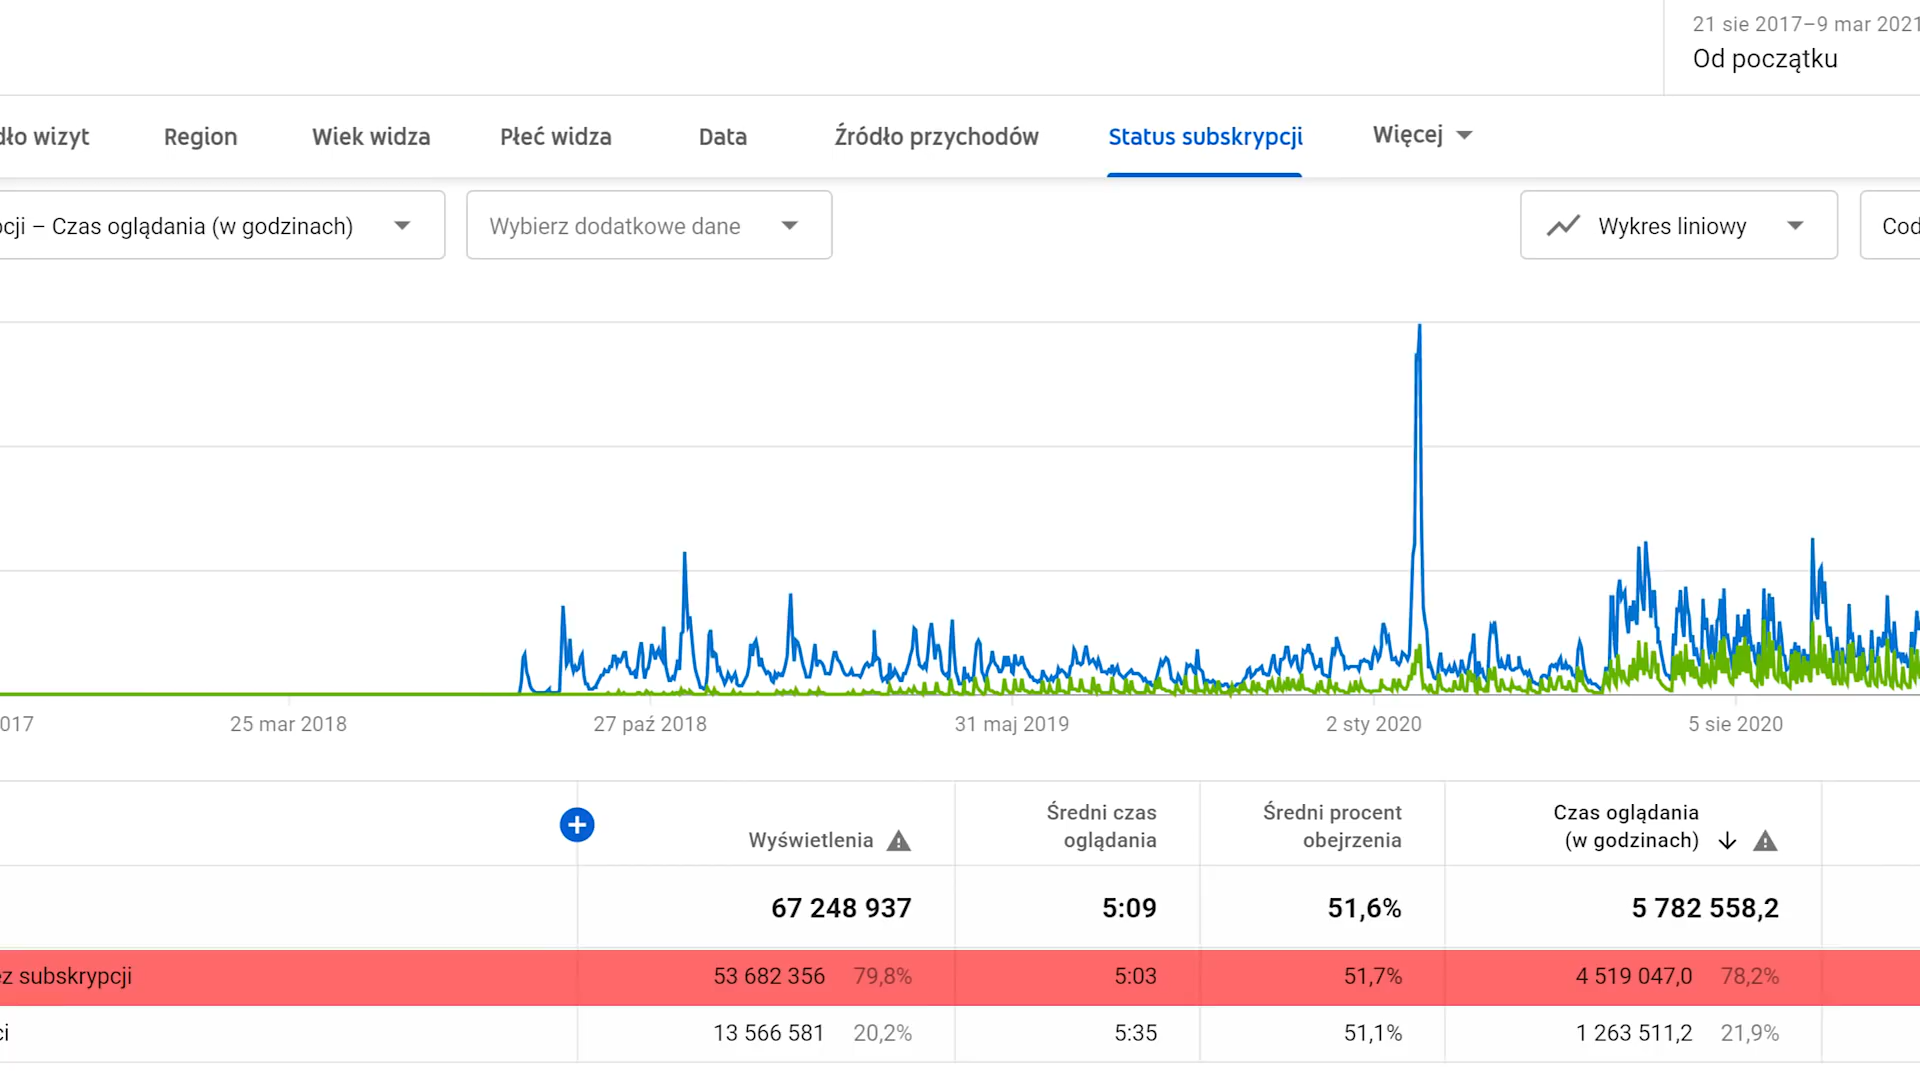 21 sie 2017–9 mar 2021
Od początku
dło wizyt Region Wiek widza Płeć widza Data Źródło przychodów Status subskrypcji Więcej
cji – Czas oglądania (w godzinach) Wybierz dodatkowe dane Wykres liniowy Cod
017 25 mar 2018 27 paź 2018 31 maj 2019 2 sty 2020 5 sie 2020
Wyświetlenia
Średni czas
oglądania
Średni procent
obejrzenia
Czas oglądania
(w godzinach)
67 248 937 5:09 51,6% 5 782 558,2
ez subskrypcji 53 682 356 79,8% 5:03 51,7% 4 519 047,0 78,2%
ci 13 566 581 20,2% 5:35 51,1% 1 263 511,2 21,9%